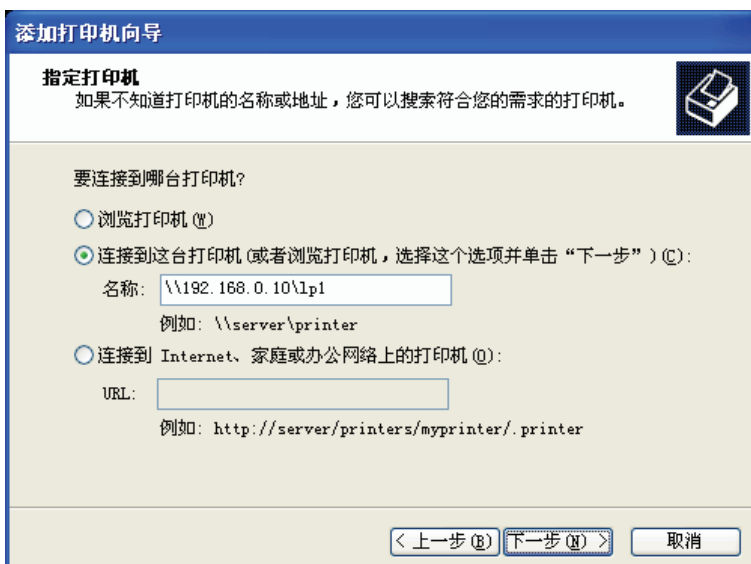 添加打印机向导
指定打印机
如果不知道打印机的名称或地址，您可以搜索符合您的需求的打印机。
要连接到哪台打印机?
浏览打印机(W)
连接到这台打印机(或者浏览打印机，选择这个选项并单击“下一步”)(C):
名称: \\192.168.0.10\lp1
例如: \\server\printer
连接到 Internet、家庭或办公网络上的打印机(O):
URL:
例如: http://server/printers/myprinter/.printer
< 上一步(B) 下一步(N) > 取消